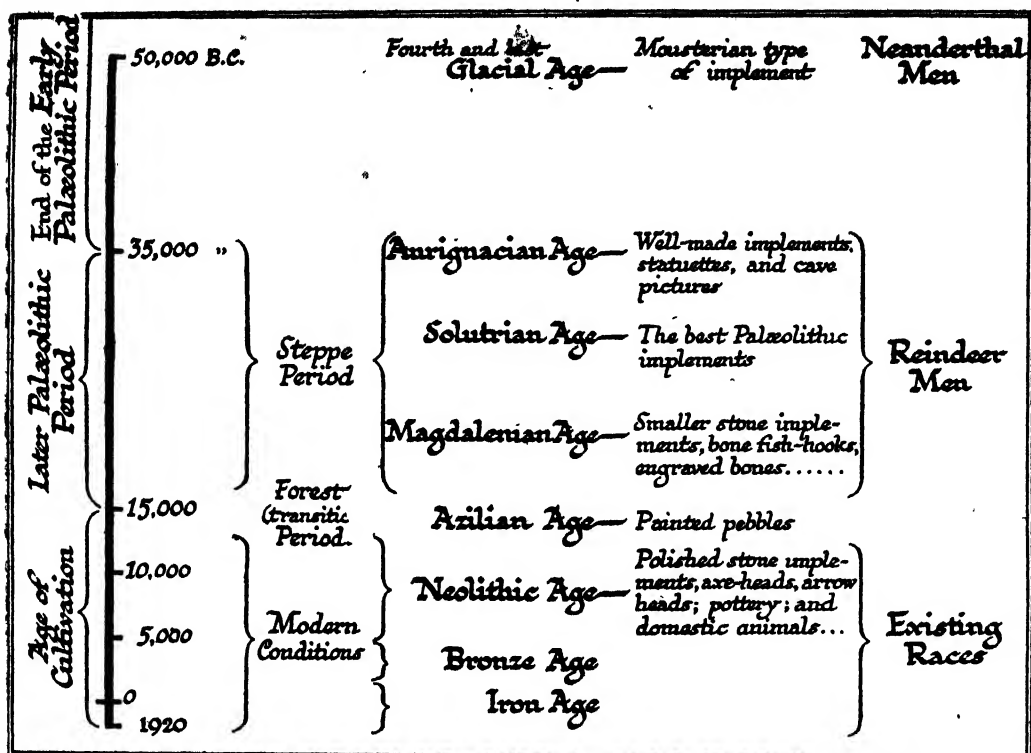 End of the Early
Palæolithic Period
Later Palæolithic
Period
Age of
Cultivation
50,000 B.C.
35,000 "
15,000
10,000
5,000
0
1920
Steppe
Period
Forest
(transitic
Period.
Modern
Conditions
Fourth and last
Glacial Age — Mousterian type
of implement
Neanderthal
Men
Aurignacian Age — Well-made implements,
statuettes, and cave
pictures
Solutrian Age — The best Palæolithic
implements
Magdalenian Age — Smaller stone imple-
ments, bone fish-hooks,
engraved bones......
Reindeer
Men
Azilian Age — Painted pebbles
Neolithic Age — Polished stone imple-
ments, axe-heads, arrow
heads; pottery; and
domestic animals...
Bronze Age
Iron Age
Existing
Races